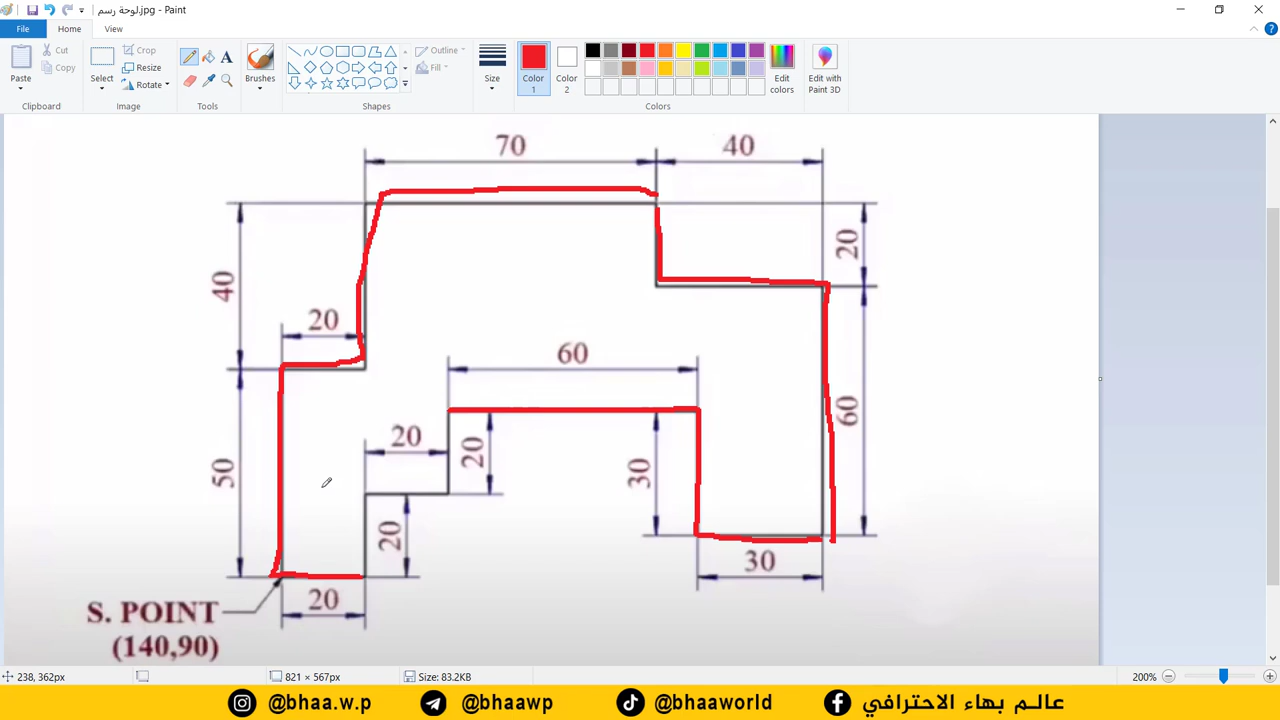 لوحة رسم.jpg - Paint
File
Home
View
Paste
Cut
Copy
Clipboard
Select
Crop
Resize
Rotate
Image
Tools
Brushes
Outline
Fill
Shapes
Size
Color
1
Color
2
Edit
colors
Edit with
Paint 3D
Colors
70
40
20
40
20
60
60
20
20
30
50
20
30
20
S. POINT
(140,90)
238, 362px
821 × 567px
Size: 83.2KB
200%
@bhaa.w.p
@bhaawp
@bhaaworld
عالم بهاء الاحترافي